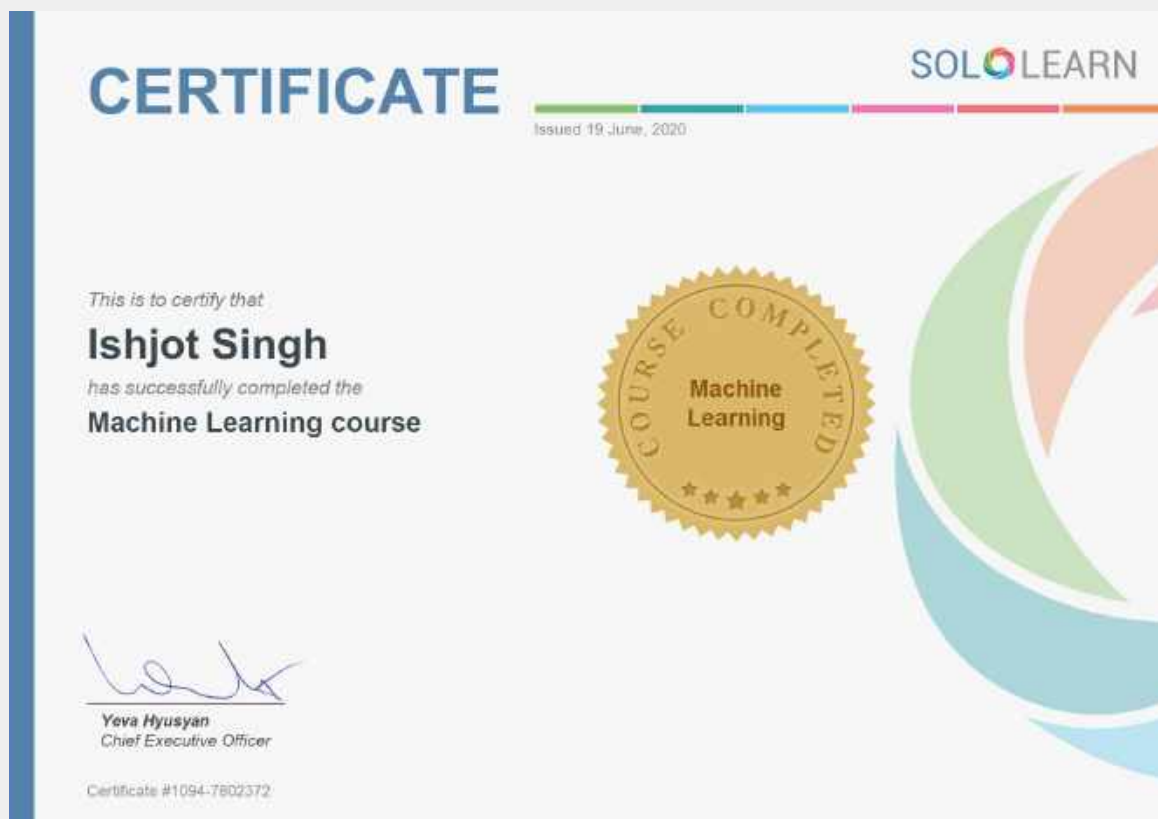 CERTIFICATE
SOLOLEARN
Issued 19 June, 2020
This is to certify that
Ishjot Singh
has successfully completed the
Machine Learning course
COURSE COMPLETED
Machine
Learning
Yeva Hyusyan
Chief Executive Officer
Certificate #1094-7802372